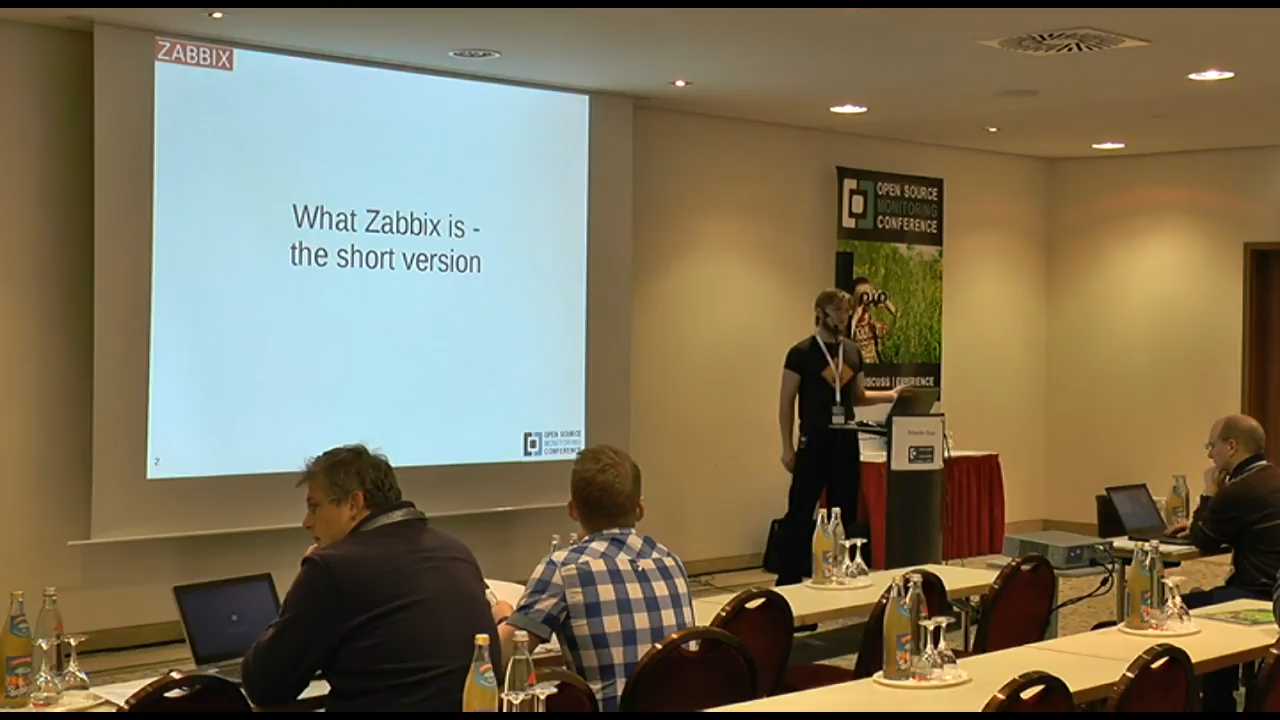 ZABBIX
What Zabbix is -
the short version
2
OPEN SOURCE
MONITORING
CONFERENCE
OPEN SOURCE
MONITORING
CONFERENCE